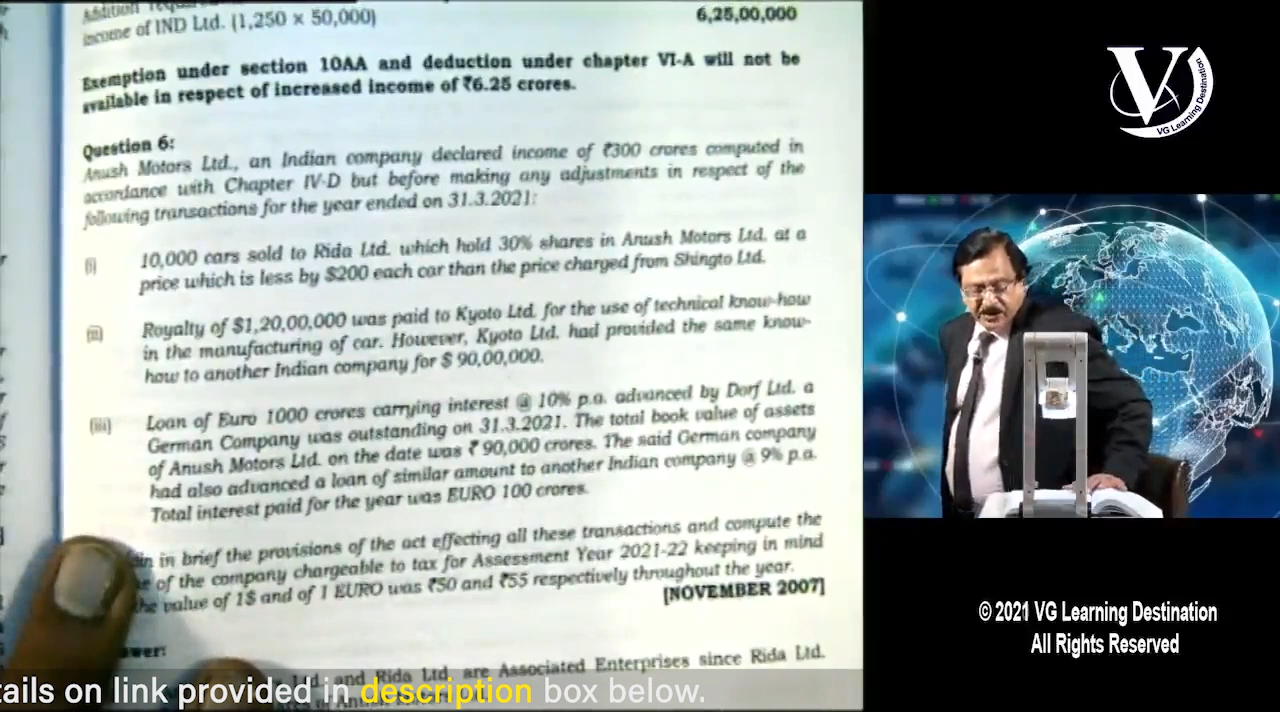 income of IND Ltd. (1,250 × 50,000) 6,25,00,000
Exemption under section 10AA and deduction under chapter VI-A will not be
available in respect of increased income of ₹6.25 crores.
Question 6:
Anush Motors Ltd., an Indian company declared income of ₹300 crores computed in
accordance with Chapter IV-D but before making any adjustments in respect of the
following transactions for the year ended on 31.3.2021:
(i) 10,000 cars sold to Rida Ltd. which hold 30% shares in Anush Motors Ltd. at a
price which is less by $200 each car than the price charged from Shingto Ltd.
(ii) Royalty of $1,20,00,000 was paid to Kyoto Ltd. for the use of technical know-how
in the manufacturing of car. However, Kyoto Ltd. had provided the same know-
how to another Indian company for $ 90,00,000.
(iii) Loan of Euro 1000 crores carrying interest @ 10% p.a. advanced by Dorf Ltd. a
German Company was outstanding on 31.3.2021. The total book value of assets
of Anush Motors Ltd. on the date was ₹ 90,000 crores. The said German company
had also advanced a loan of similar amount to another Indian company @ 9% p.a.
Total interest paid for the year was EURO 100 crores.
in brief the provisions of the act effecting all these transactions and compute the
of the company chargeable to tax for Assessment Year 2021-22 keeping in mind
value of 1$ and of 1 EURO was ₹50 and ₹55 respectively throughout the year.
[NOVEMBER 2007]
Ltd. and Rida Ltd. are Associated Enterprises since Rida Ltd.
tails on link provided in description box below.
V
VG Learning Destination
© 2021 VG Learning Destination
All Rights Reserved